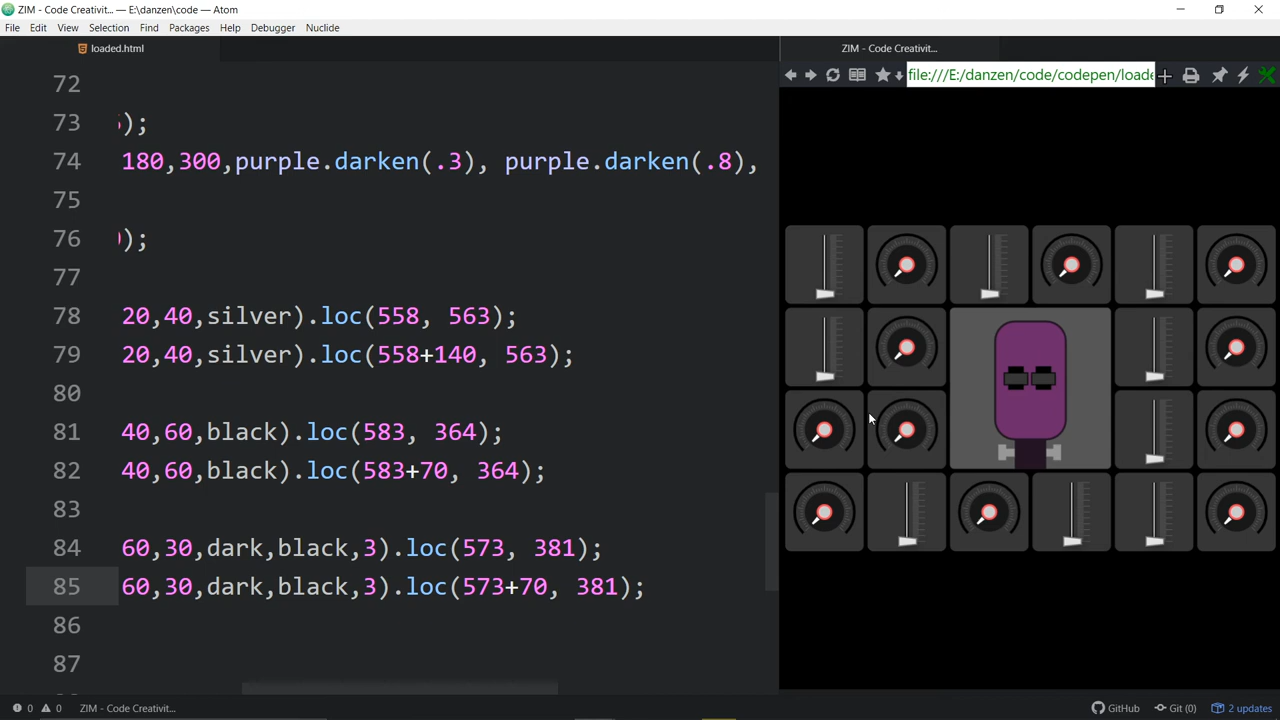 ZIM - Code Creativit... — E:\danzen\code — Atom
File Edit View Selection Find Packages Help Debugger Nuclide
loaded.html
ZIM - Code Creativit...
file:///E:/danzen/code/codepen/loade
72
73 );
74 180,300,purple.darken(.3), purple.darken(.8),
75
76 );
77
78 20,40,silver).loc(558, 563);
79 20,40,silver).loc(558+140, 563);
80
81 40,60,black).loc(583, 364);
82 40,60,black).loc(583+70, 364);
83
84 60,30,dark,black,3).loc(573, 381);
85 60,30,dark,black,3).loc(573+70, 381);
86
87
0 0 ZIM - Code Creativit...
GitHub Git (0) 2 updates